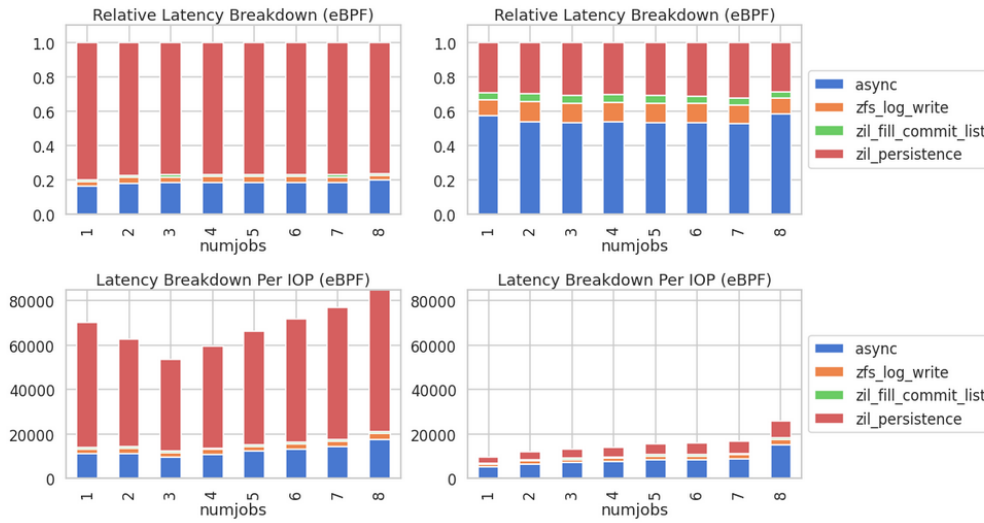 Relative Latency Breakdown (eBPF)
1.0
0.8
0.6
0.4
0.2
0.0
1 2 3 4 5 6 7 8
numjobs
Relative Latency Breakdown (eBPF)
1.0
0.8
0.6
0.4
0.2
0.0
1 2 3 4 5 6 7 8
numjobs
async
zfs_log_write
zil_fill_commit_list
zil_persistence
Latency Breakdown Per IOP (eBPF)
80000
60000
40000
20000
0
1 2 3 4 5 6 7 8
numjobs
Latency Breakdown Per IOP (eBPF)
80000
60000
40000
20000
0
1 2 3 4 5 6 7 8
numjobs
async
zfs_log_write
zil_fill_commit_list
zil_persistence